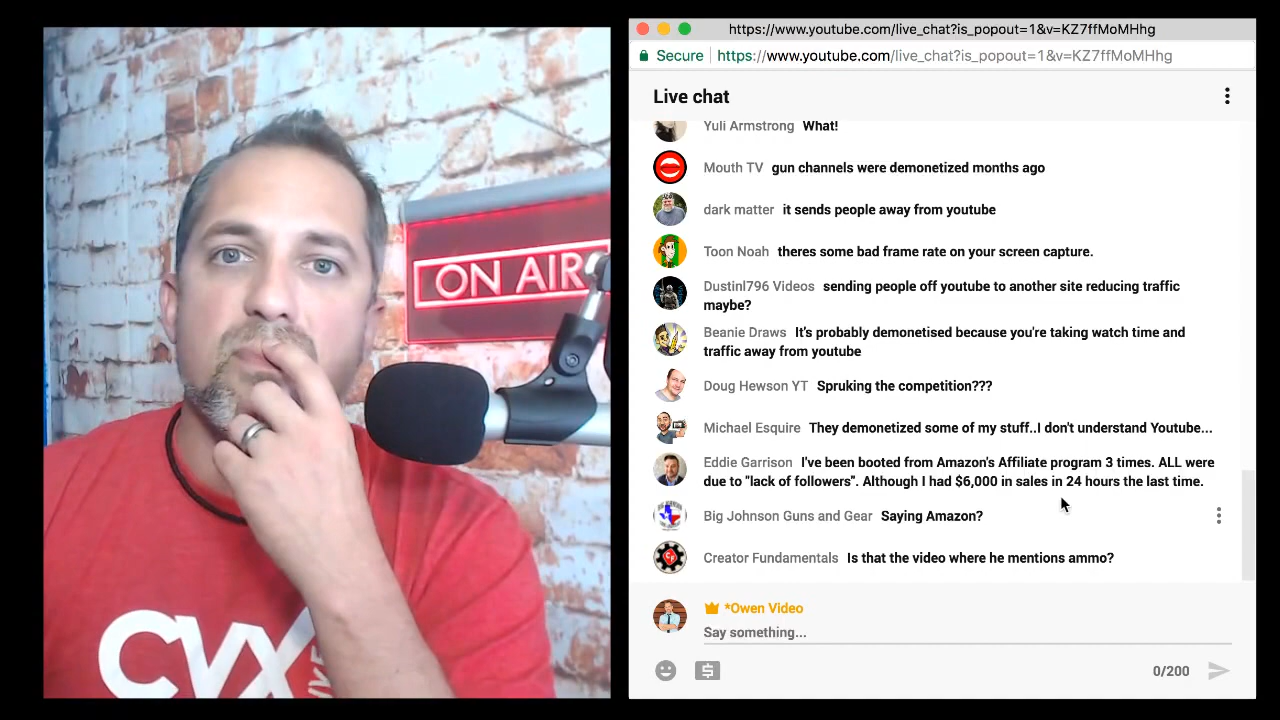 https://www.youtube.com/live_chat?is_popout=1&v=KZ7ffMoMHhg
Secure https://www.youtube.com/live_chat?is_popout=1&v=KZ7ffMoMHhg
Live chat
Yuli Armstrong What!
Mouth TV gun channels were demonetized months ago
dark matter it sends people away from youtube
Toon Noah theres some bad frame rate on your screen capture.
Dustinl796 Videos sending people off youtube to another site reducing traffic
maybe?
Beanie Draws It's probably demonetised because you're taking watch time and
traffic away from youtube
Doug Hewson YT Spruking the competition???
Michael Esquire They demonetized some of my stuff..I don't understand Youtube...
Eddie Garrison I've been booted from Amazon's Affiliate program 3 times. ALL were
due to "lack of followers". Although I had $6,000 in sales in 24 hours the last time.
Big Johnson Guns and Gear Saying Amazon?
Creator Fundamentals Is that the video where he mentions ammo?
*Owen Video
Say something...
0/200
ON AIR
CVX